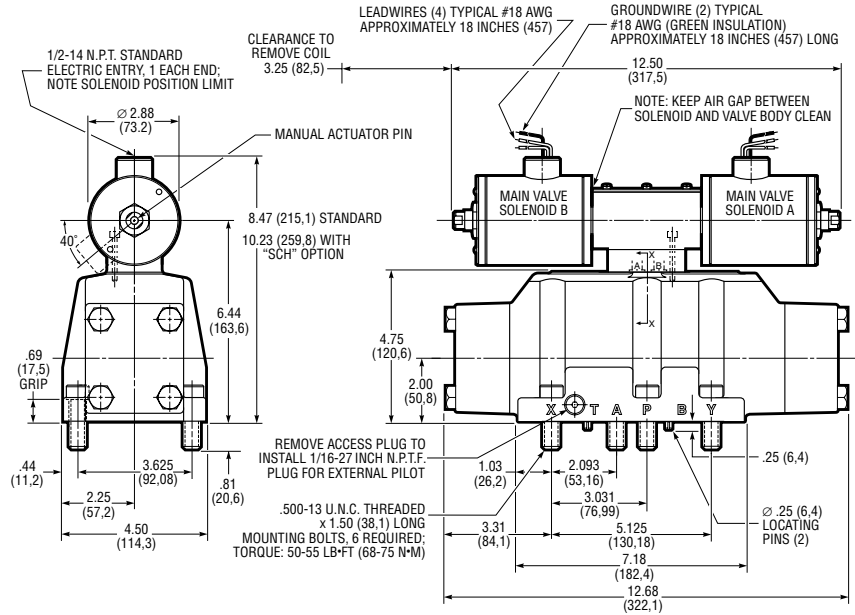 LEADWIRES (4) TYPICAL #18 AWG
APPROXIMATELY 18 INCHES (457)
GROUNDWIRE (2) TYPICAL
#18 AWG (GREEN INSULATION)
APPROXIMATELY 18 INCHES (457) LONG
1/2-14 N.P.T. STANDARD
ELECTRIC ENTRY, 1 EACH END;
NOTE SOLENOID POSITION LIMIT
CLEARANCE TO
REMOVE COIL
3.25 (82,5)
12.50
(317,5)
Ø 2.88
(73.2)
NOTE: KEEP AIR GAP BETWEEN
SOLENOID AND VALVE BODY CLEAN
MANUAL ACTUATOR PIN
MAIN VALVE
SOLENOID B
MAIN VALVE
SOLENOID A
8.47 (215,1) STANDARD
10.23 (259,8) WITH
"SCH" OPTION
40°
X
A B
X
6.44
(163,6)
4.75
(120,6)
2.00
(50,8)
.69
(17,5)
GRIP
X T A P B Y
REMOVE ACCESS PLUG TO
INSTALL 1/16-27 INCH N.P.T.F.
PLUG FOR EXTERNAL PILOT
.25 (6,4)
.44
(11,2)
3.625
(92,08)
.81
(20,6)
1.03
(26,2)
2.093
(53,16)
2.25
(57,2)
3.031
(76,99)
Ø .25 (6,4)
LOCATING
PINS (2)
.500-13 U.N.C. THREADED
x 1.50 (38,1) LONG
MOUNTING BOLTS, 6 REQUIRED;
TORQUE: 50-55 LB•FT (68-75 N•M)
4.50
(114,3)
3.31
(84,1)
5.125
(130,18)
7.18
(182,4)
12.68
(322,1)